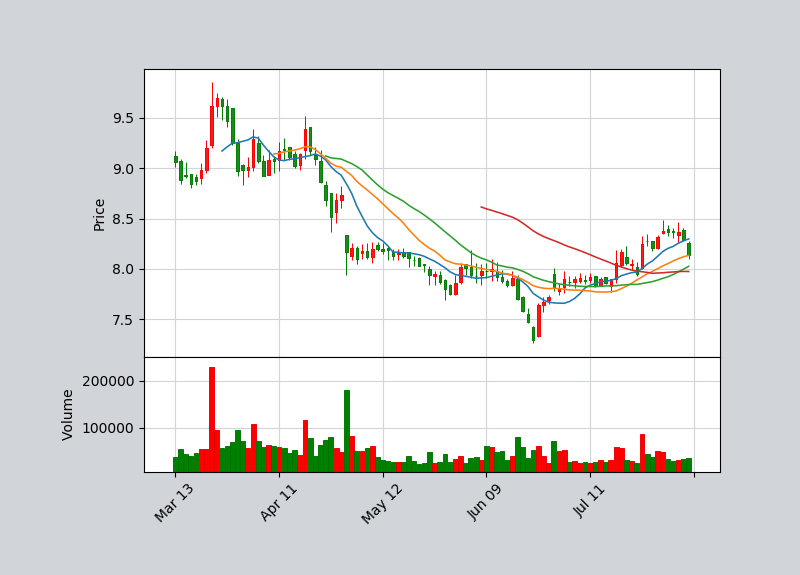 Price
9.5
9.0
8.5
8.0
7.5
Volume
200000
100000
Mar 13
Apr 11
May 12
Jun 09
Jul 11